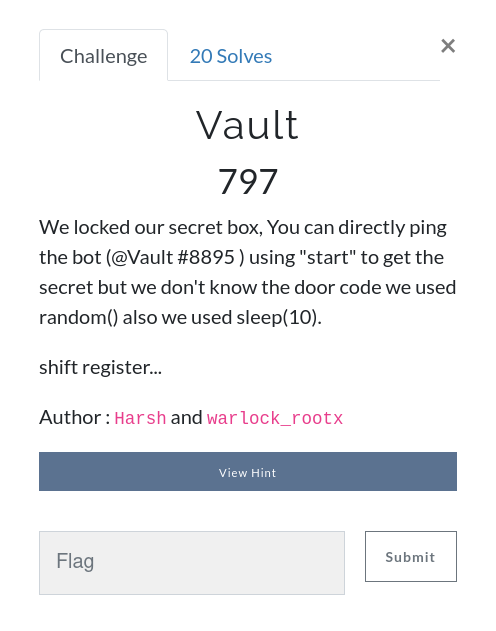 Challenge
20 Solves
×
Vault
797
We locked our secret box, You can directly ping
the bot (@Vault #8895 ) using "start" to get the
secret but we don't know the door code we used
random() also we used sleep(10).
shift register...
Author : Harsh and warlock_rootx
View Hint
Flag
Submit